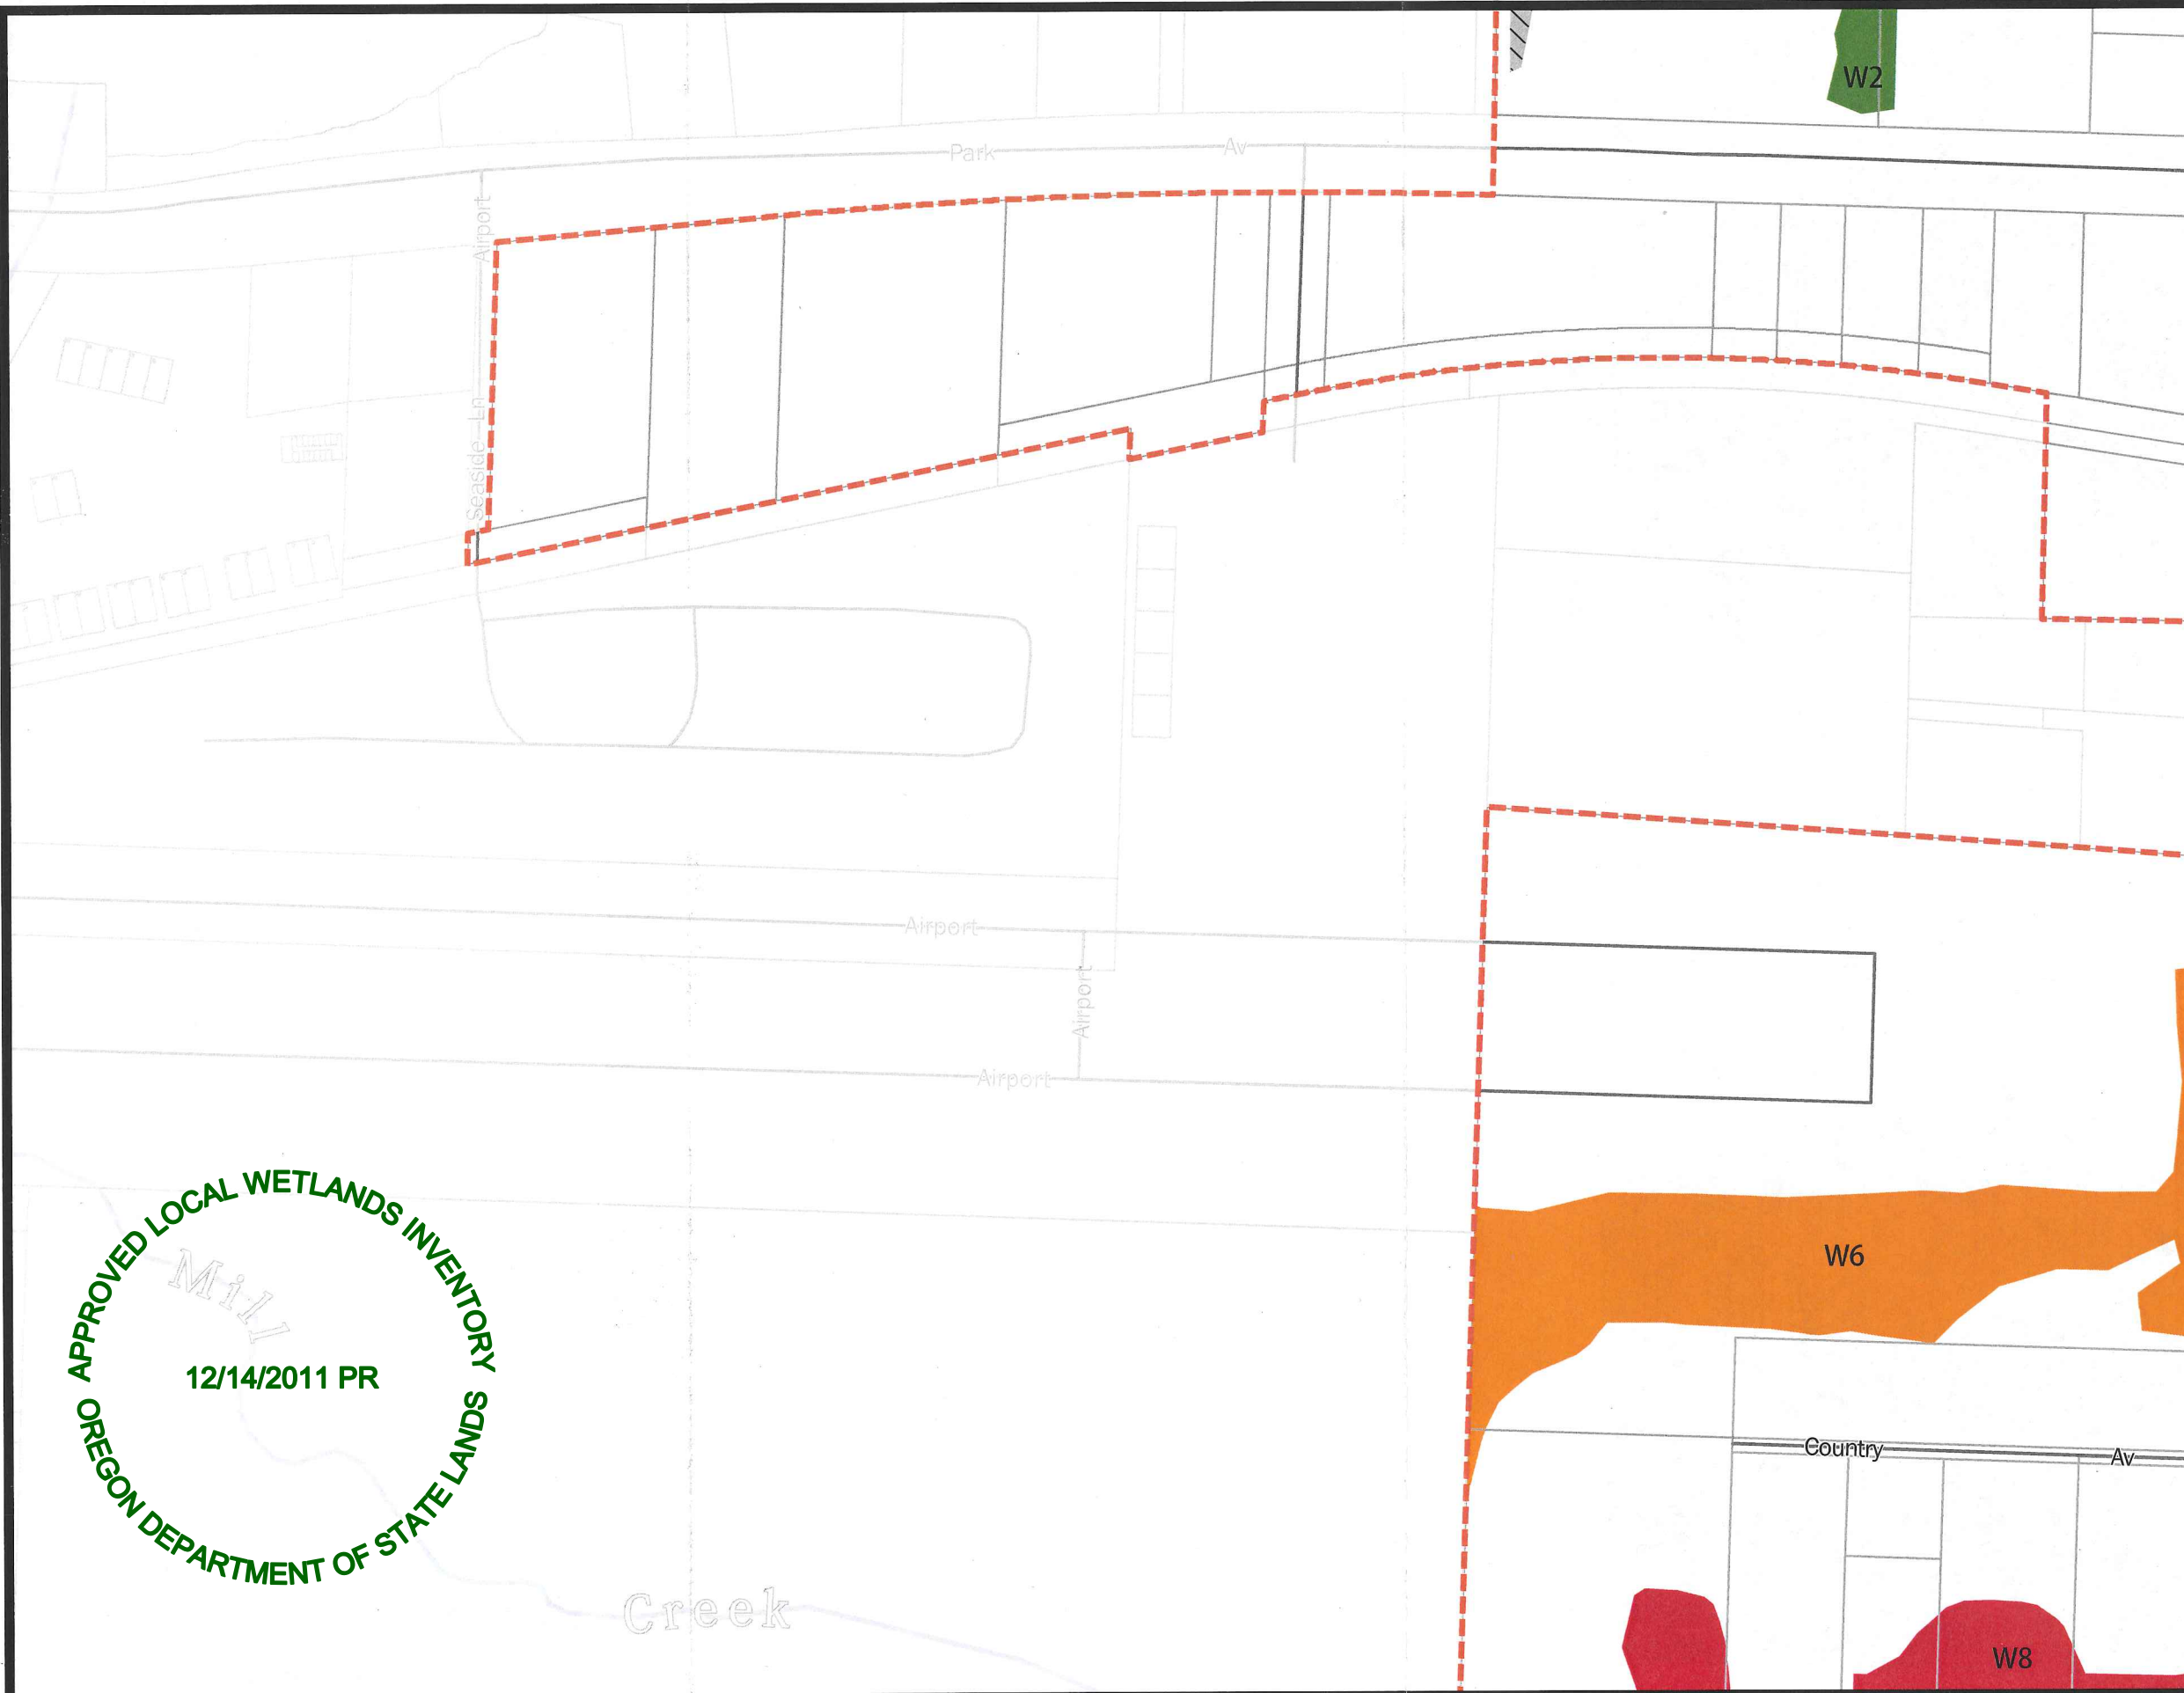 W2
Park Av
Airport
Seaside Ln
Airport
Airport
Airport
W6
APPROVED LOCAL WETLANDS INVENTORY
Mill
12/14/2011 PR
OREGON DEPARTMENT OF STATE LANDS
Country Av
Creek
W8